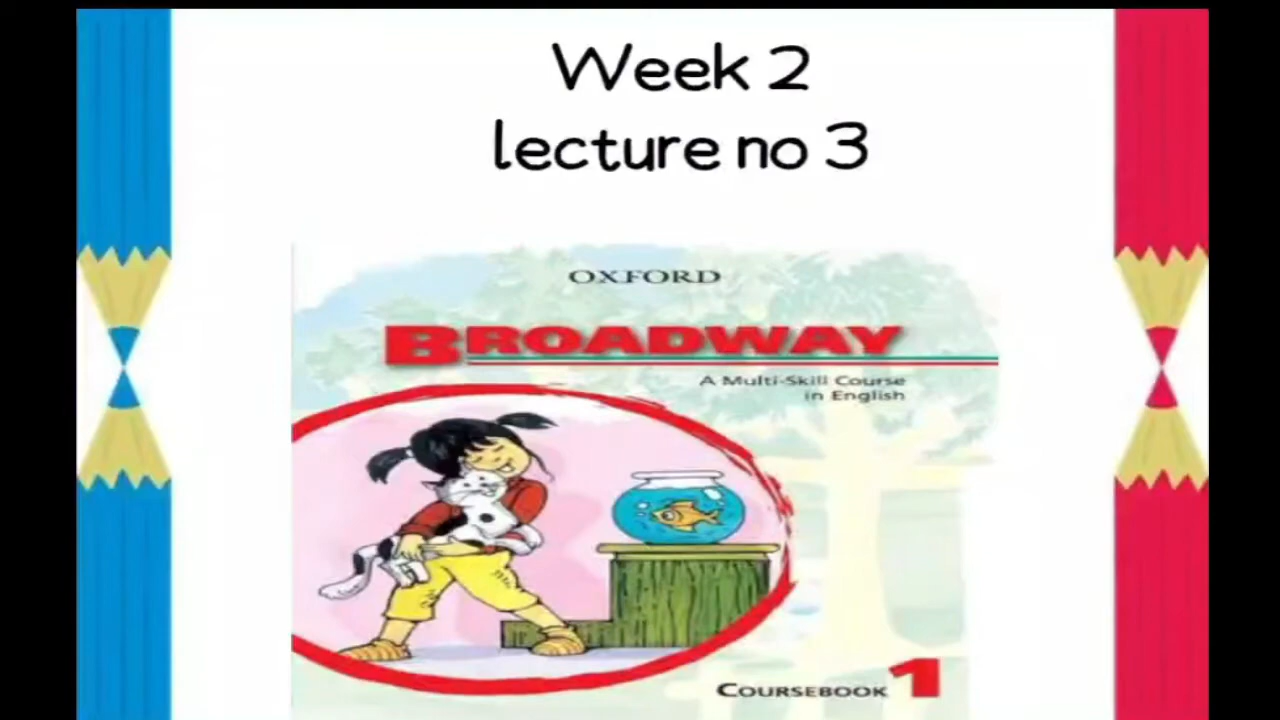 Week 2
lecture no 3
OXFORD
BROADWAY
A Multi-Skill Course
in English
COURSEBOOK 1